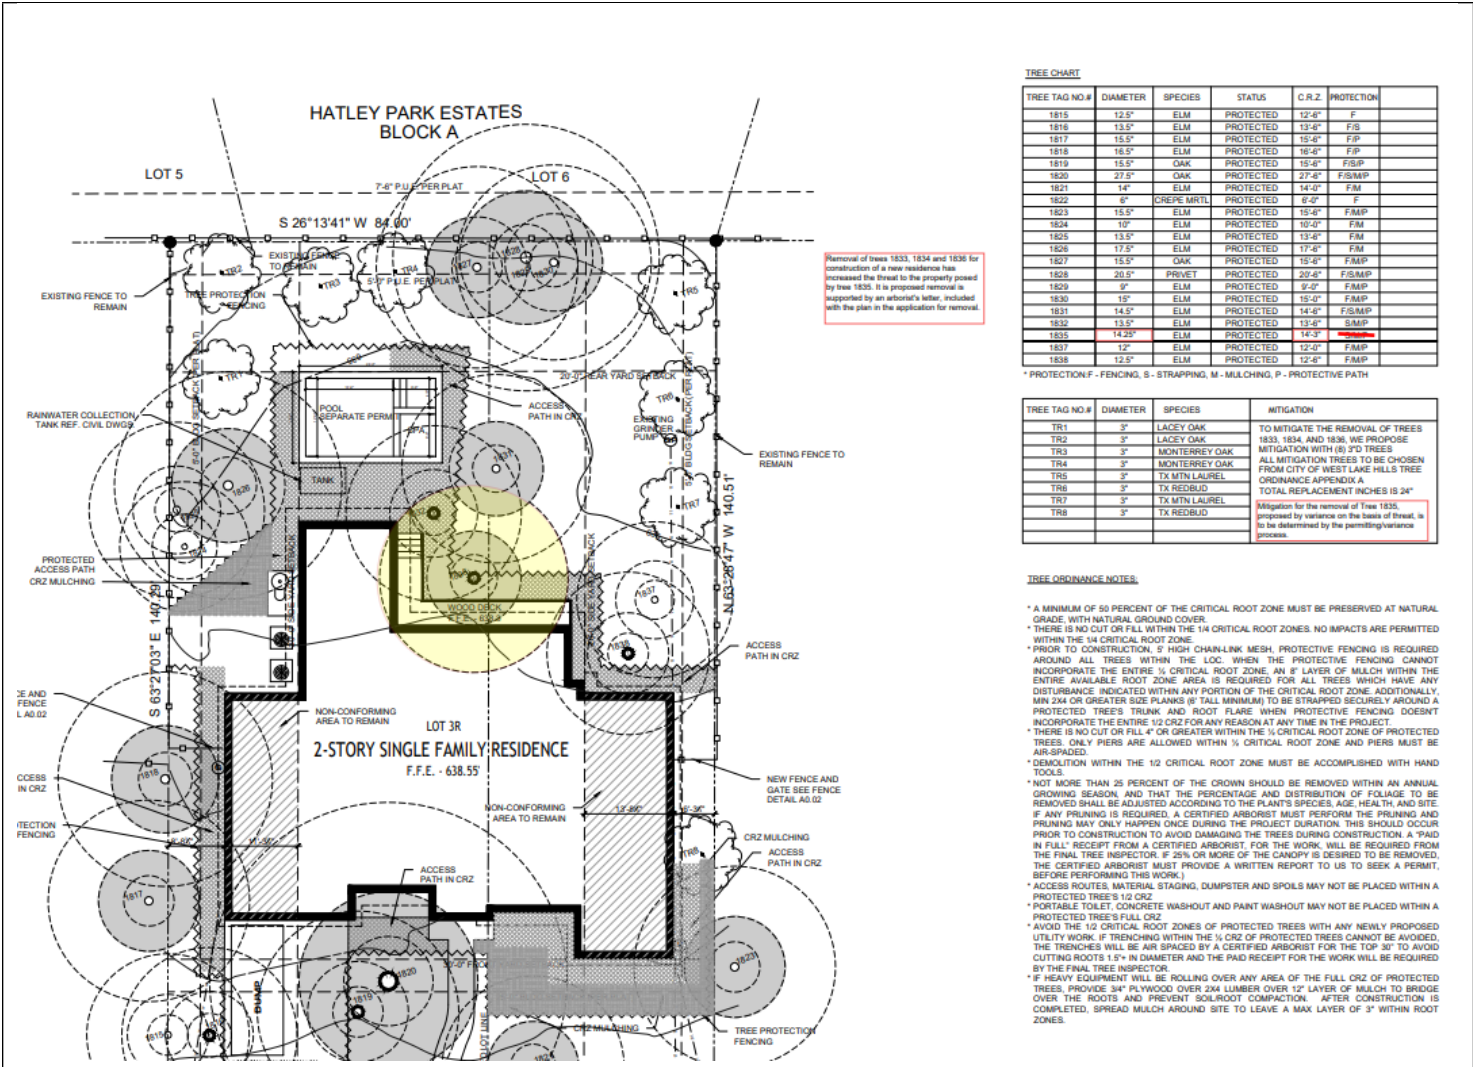 HATLEY PARK ESTATES
BLOCK A
LOT 5
LOT 6
7'-6" P.U.E. PER PLAT
S 26°13'41" W 84.00'
EXISTING FENCE
TO REMAIN
EXISTING FENCE TO
REMAIN
TREE PROTECTION
FENCING
5'-0" P.U.E. PER PLAT
TR2
TR3
TR4
TR5
1827
1828
1829
1830
Removal of trees 1833, 1834 and 1836 for
construction of a new residence has
increased the threat to the property posed
by tree 1835. It is proposed removal is
supported by an arborist's letter, included
with the plan in the application for removal.
TR1
20'-0" REAR YARD SETBACK
POOL
SEPARATE PERMIT
SPA
ACCESS
PATH IN CRZ
TR6
EXISTING
GRINDER
PUMP
RAINWATER COLLECTION
TANK REF. CIVIL DWGS
EXISTING FENCE TO
REMAIN
TANK
1826
TR7
1824
PROTECTED
ACCESS PATH
CRZ MULCHING
S 63°27'03" E 140.29'
N 63°28'47" W 140.51'
1837
WOOD DECK
1838
ACCESS
PATH IN CRZ
NON-CONFORMING
AREA TO REMAIN
LOT 3R
2-STORY SINGLE FAMILY RESIDENCE
F.F.E. - 638.55'
CE AND
FENCE
L A0.02
1818
CCESS
IN CRZ
NEW FENCE AND
GATE SEE FENCE
DETAIL A0.02
NON-CONFORMING
AREA TO REMAIN
OTECTION
FENCING
CRZ MULCHING
ACCESS
PATH IN CRZ
TR8
ACCESS
PATH IN CRZ
1817
1820
1819
1815
DUMP
LOT LINE
CRZ MULCHING
TREE PROTECTION
FENCING
TREE CHART
TREE TAG NO.# DIAMETER SPECIES STATUS C.R.Z. PROTECTION
1815 12.5" ELM PROTECTED 12'-6" F
1816 13.5" ELM PROTECTED 13'-6" F/S
1817 15.5" ELM PROTECTED 15'-6" F/P
1818 16.5" ELM PROTECTED 16'-6" F/P
1819 15.5" OAK PROTECTED 15'-6" F/S/P
1820 27.5" OAK PROTECTED 27'-6" F/S/M/P
1821 14" ELM PROTECTED 14'-0" F/M
1822 6" CREPE MRTL PROTECTED 6'-0" F
1823 15.5" ELM PROTECTED 15'-6" F/M/P
1824 10" ELM PROTECTED 10'-0" F/M
1825 13.5" ELM PROTECTED 13'-6" F/M
1826 17.5" ELM PROTECTED 17'-6" F/M
1827 15.5" OAK PROTECTED 15'-6" F/M/P
1828 20.5" PRIVET PROTECTED 20'-6" F/S/M/P
1829 9" ELM PROTECTED 9'-0" F/M/P
1830 15" ELM PROTECTED 15'-0" F/M/P
1831 14.5" ELM PROTECTED 14'-6" F/S/M/P
1832 13.5" ELM PROTECTED 13'-6" S/M/P
1835 14.25" ELM PROTECTED 14'-3"
1837 12" ELM PROTECTED 12'-0" F/M/P
1838 12.5" ELM PROTECTED 12'-6" F/M/P
* PROTECTION:F - FENCING, S - STRAPPING, M - MULCHING, P - PROTECTIVE PATH
TREE TAG NO.# DIAMETER SPECIES MITIGATION
TR1 3" LACEY OAK
TR2 3" LACEY OAK
TR3 3" MONTERREY OAK
TR4 3" MONTERREY OAK
TR5 3" TX MTN LAUREL
TR6 3" TX REDBUD
TR7 3" TX MTN LAUREL
TR8 3" TX REDBUD
TO MITIGATE THE REMOVAL OF TREES
1833, 1834, AND 1836, WE PROPOSE
MITIGATION WITH (8) 3"D TREES
ALL MITIGATION TREES TO BE CHOSEN
FROM CITY OF WEST LAKE HILLS TREE
ORDINANCE APPENDIX A
TOTAL REPLACEMENT INCHES IS 24"
Mitigation for the removal of Tree 1835,
proposed by variance on the basis of threat, is
to be determined by the permitting/variance
process.
TREE ORDINANCE NOTES:
* A MINIMUM OF 50 PERCENT OF THE CRITICAL ROOT ZONE MUST BE PRESERVED AT NATURAL
GRADE, WITH NATURAL GROUND COVER.
* THERE IS NO CUT OR FILL WITHIN THE 1/4 CRITICAL ROOT ZONES. NO IMPACTS ARE PERMITTED
WITHIN THE 1/4 CRITICAL ROOT ZONE.
* PRIOR TO CONSTRUCTION, 5' HIGH CHAIN-LINK MESH, PROTECTIVE FENCING IS REQUIRED
AROUND ALL TREES WITHIN THE LOC. WHEN THE PROTECTIVE FENCING CANNOT
INCORPORATE THE ENTIRE ½ CRITICAL ROOT ZONE, AN 8" LAYER OF MULCH WITHIN THE
ENTIRE AVAILABLE ROOT ZONE AREA IS REQUIRED FOR ALL TREES WHICH HAVE ANY
DISTURBANCE INDICATED WITHIN ANY PORTION OF THE CRITICAL ROOT ZONE. ADDITIONALLY,
MIN 2X4 OR GREATER SIZE PLANKS (6' TALL MINIMUM) TO BE STRAPPED SECURELY AROUND A
PROTECTED TREE'S TRUNK AND ROOT FLARE WHEN PROTECTIVE FENCING DOESN'T
INCORPORATE THE ENTIRE 1/2 CRZ FOR ANY REASON AT ANY TIME IN THE PROJECT.
* THERE IS NO CUT OR FILL 4" OR GREATER WITHIN THE ½ CRITICAL ROOT ZONE OF PROTECTED
TREES. ONLY PIERS ARE ALLOWED WITHIN ½ CRITICAL ROOT ZONE AND PIERS MUST BE
AIR-SPADED.
* DEMOLITION WITHIN THE 1/2 CRITICAL ROOT ZONE MUST BE ACCOMPLISHED WITH HAND
TOOLS.
* NOT MORE THAN 25 PERCENT OF THE CROWN SHOULD BE REMOVED WITHIN AN ANNUAL
GROWING SEASON, AND THAT THE PERCENTAGE AND DISTRIBUTION OF FOLIAGE TO BE
REMOVED SHALL BE ADJUSTED ACCORDING TO THE PLANT'S SPECIES, AGE, HEALTH, AND SITE.
IF ANY PRUNING IS REQUIRED, A CERTIFIED ARBORIST MUST PERFORM THE PRUNING AND
PRUNING MAY ONLY HAPPEN ONCE DURING THE PROJECT DURATION. THIS SHOULD OCCUR
PRIOR TO CONSTRUCTION TO AVOID DAMAGING THE TREES DURING CONSTRUCTION. A "PAID
IN FULL" RECEIPT FROM A CERTIFIED ARBORIST, FOR THE WORK, WILL BE REQUIRED FROM
THE FINAL TREE INSPECTOR. IF 25% OR MORE OF THE CANOPY IS DESIRED TO BE REMOVED,
THE CERTIFIED ARBORIST MUST PROVIDE A WRITTEN REPORT TO US TO SEEK A PERMIT,
BEFORE PERFORMING THIS WORK.)
* ACCESS ROUTES, MATERIAL STAGING, DUMPSTER AND SPOILS MAY NOT BE PLACED WITHIN A
PROTECTED TREE'S 1/2 CRZ
* PORTABLE TOILET, CONCRETE WASHOUT AND PAINT WASHOUT MAY NOT BE PLACED WITHIN A
PROTECTED TREE'S FULL CRZ
* AVOID THE 1/2 CRITICAL ROOT ZONES OF PROTECTED TREES WITH ANY NEWLY PROPOSED
UTILITY WORK. IF TRENCHING WITHIN THE ½ CRZ OF PROTECTED TREES CANNOT BE AVOIDED,
THE TRENCHES WILL BE AIR SPACED BY A CERTIFIED ARBORIST FOR THE TOP 30" TO AVOID
CUTTING ROOTS 1.5"+ IN DIAMETER AND THE PAID RECEIPT FOR THE WORK WILL BE REQUIRED
BY THE FINAL TREE INSPECTOR.
* IF HEAVY EQUIPMENT WILL BE ROLLING OVER ANY AREA OF THE FULL CRZ OF PROTECTED
TREES, PROVIDE 3/4" PLYWOOD OVER 2X4 LUMBER OVER 12" LAYER OF MULCH TO BRIDGE
OVER THE ROOTS AND PREVENT SOIL/ROOT COMPACTION. AFTER CONSTRUCTION IS
COMPLETED, SPREAD MULCH AROUND SITE TO LEAVE A MAX LAYER OF 3" WITHIN ROOT
ZONES.